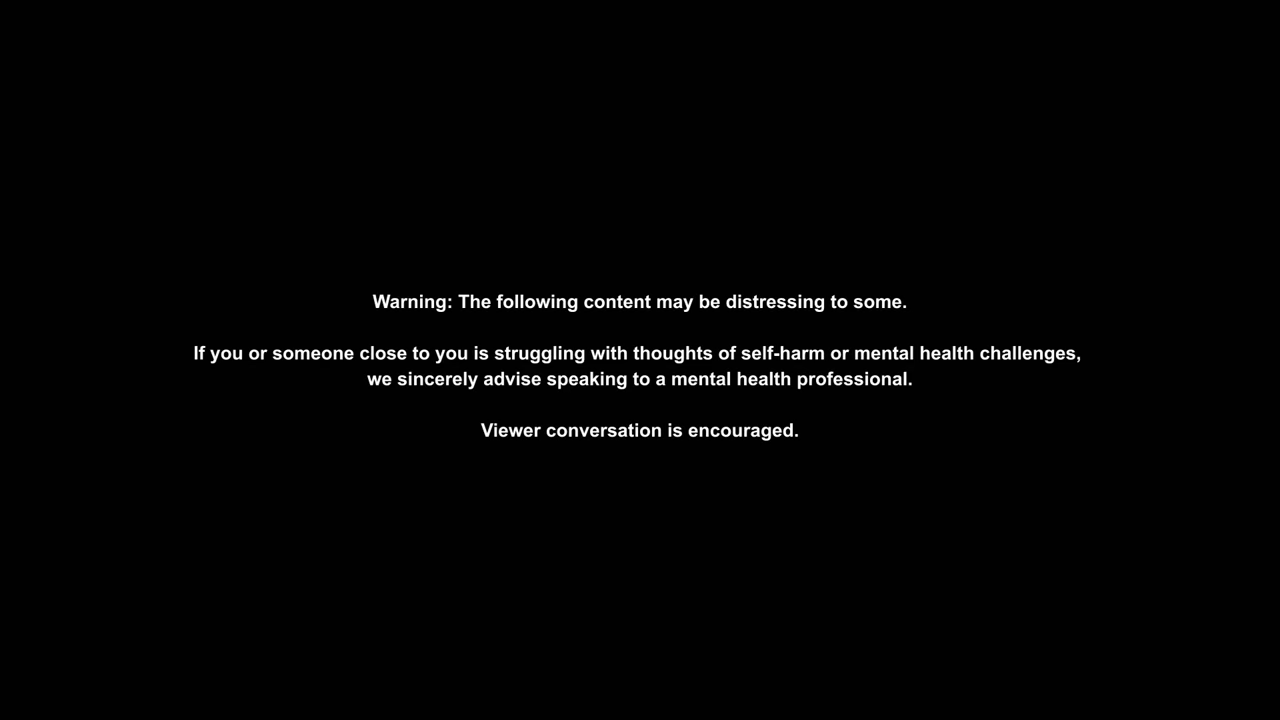 Warning: The following content may be distressing to some.
If you or someone close to you is struggling with thoughts of self-harm or mental health challenges,
we sincerely advise speaking to a mental health professional.
Viewer conversation is encouraged.